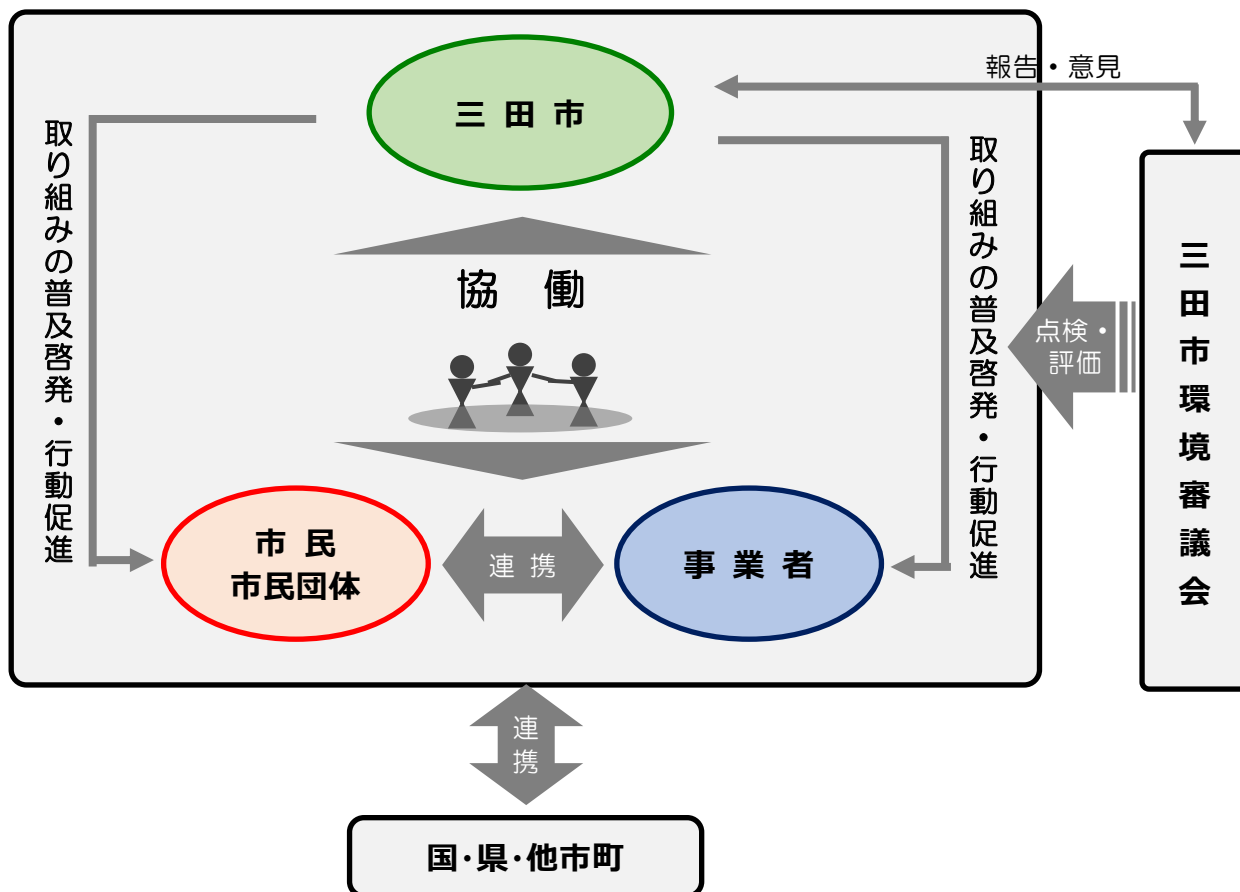 報告・意見
三田市
取り組みの普及啓発・行動促進
取り組みの普及啓発・行動促進
三田市環境審議会
協働
点検・
評価
市民
市民団体
連携
事業者
連携
国・県・他市町